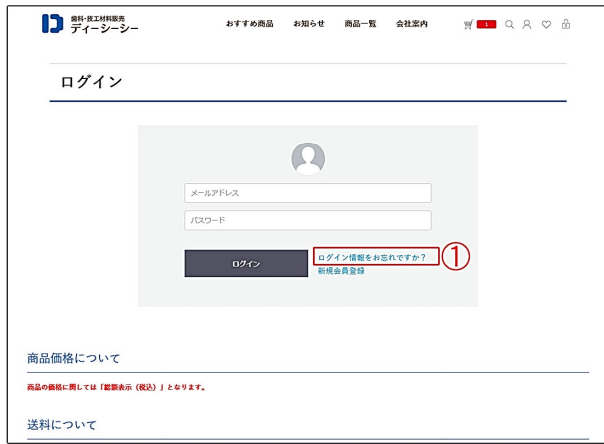 歯科・技工材料販売
ディーシーシー
おすすめ商品 お知らせ 商品一覧 会社案内 1
ログイン
メールアドレス
パスワード
ログイン
ログイン情報をお忘れですか？ ①
新規会員登録
商品価格について
商品の価格に関しては「総額表示（税込）」となります。
送料について